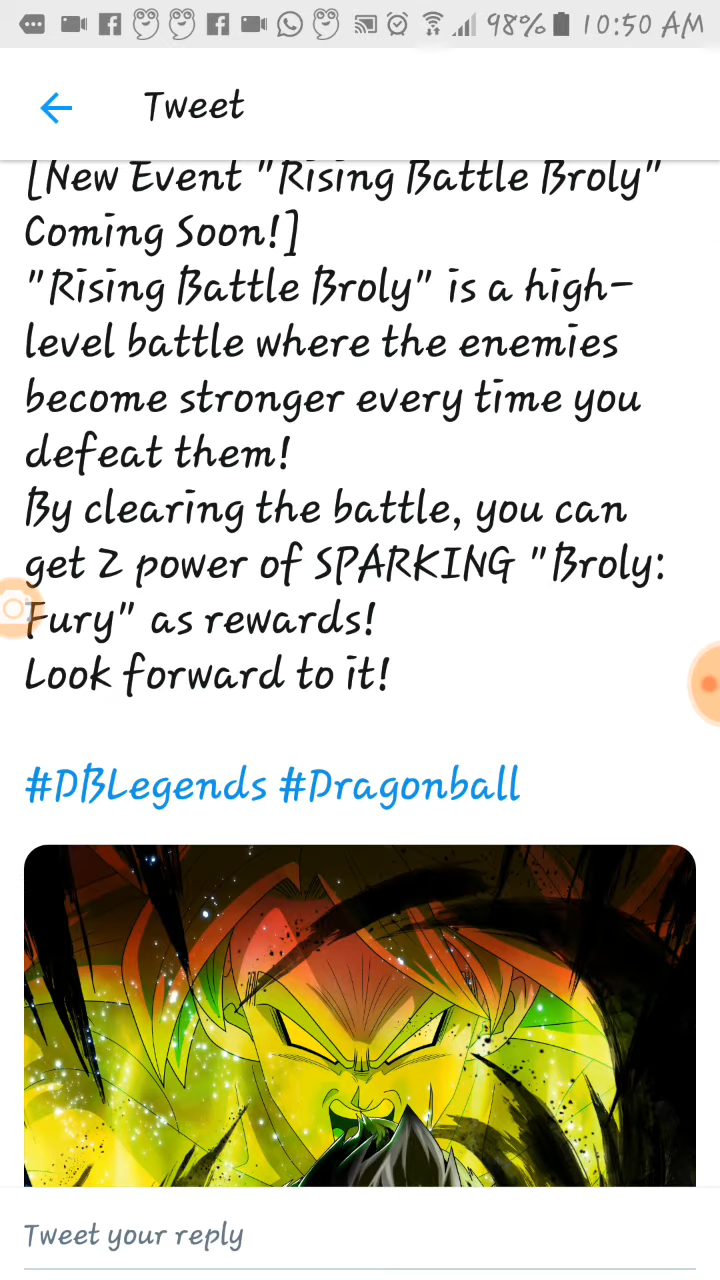 98% 10:50 AM
Tweet
[New Event "Rising Battle Broly"
Coming Soon!]
"Rising Battle Broly" is a high-
level battle where the enemies
become stronger every time you
defeat them!
By clearing the battle, you can
get Z power of SPARKING "Broly:
Fury" as rewards!
Look forward to it!
#DBLegends #Dragonball
Tweet your reply